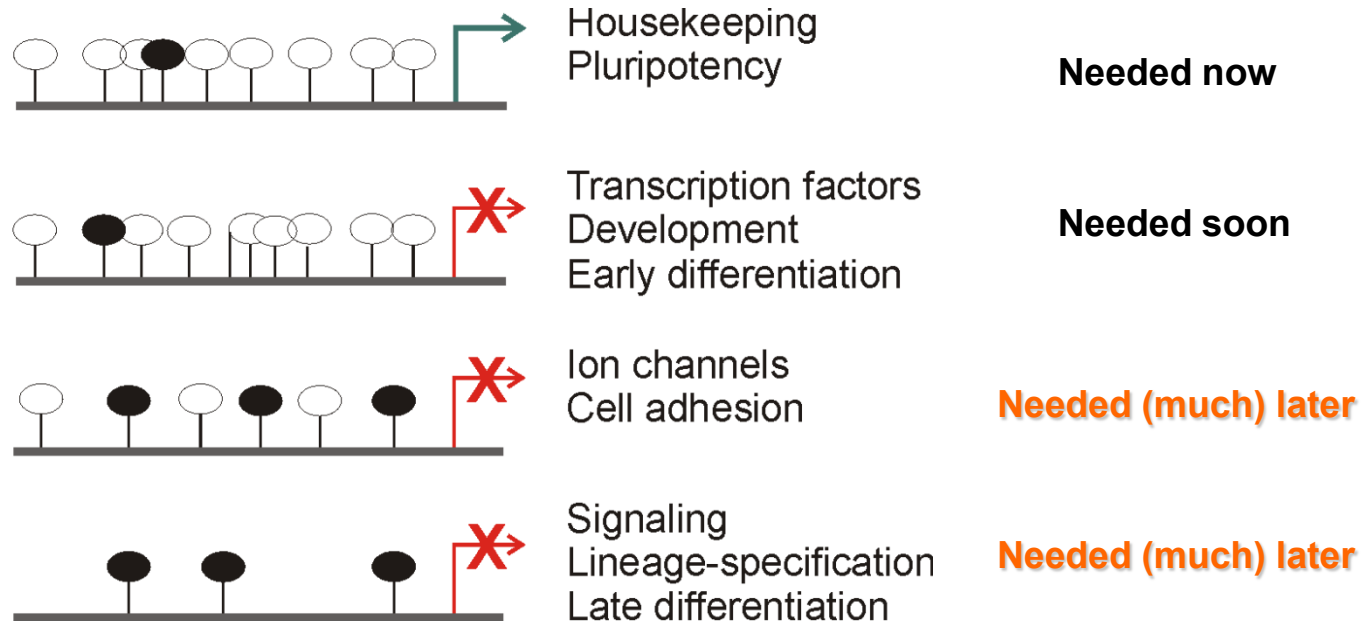 Housekeeping
Pluripotency
Needed now
Transcription factors
Development
Early differentiation
Needed soon
Ion channels
Cell adhesion
Needed (much) later
Signaling
Lineage-specification
Late differentiation
Needed (much) later